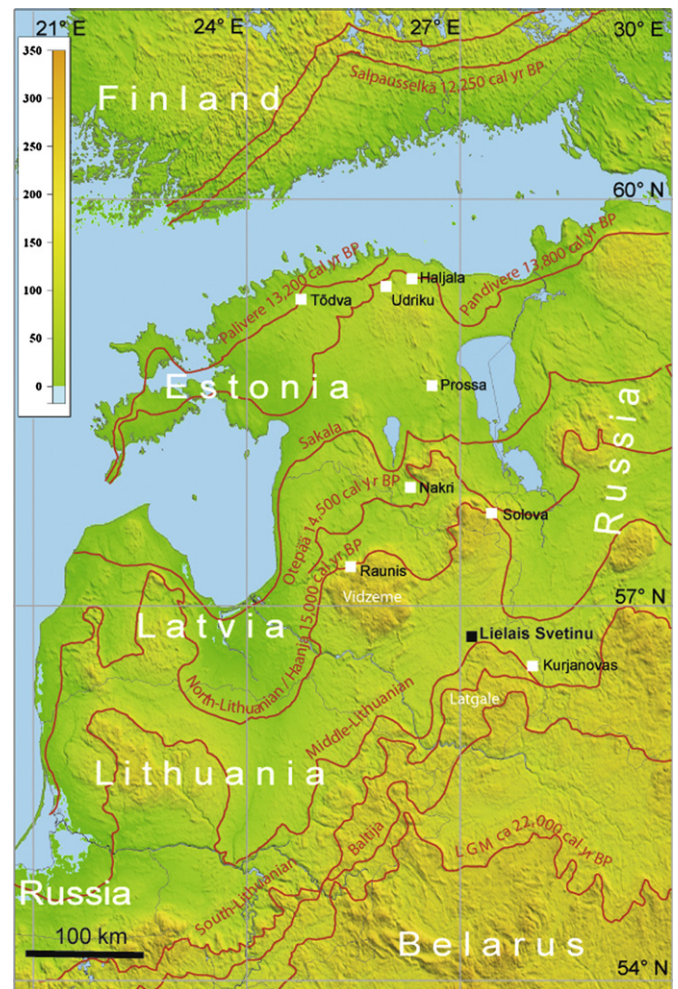 21° E
24° E
27° E
30° E
350
300
250
200
150
100
50
0
Salpausselkä 12,250 cal yr BP
Finland
60° N
Palivere 13,200 cal yr BP
Pandivere 13,800 cal yr BP
Haljala
Tõdva
Udriku
Estonia
Prossa
Russia
Sakala
Otepää 14,500 cal yr BP
Nakri
Solova
Raunis
Vidzeme
57° N
Latvia
Lielais Svetinu
North-Lithuanian / Haanja 15,000 cal yr BP
Kurjanovas
Middle-Lithuanian
Latgale
Lithuania
Baltija
LGM ca 22,000 cal yr BP
South-Lithuanian
Russia
100 km
Belarus
54° N